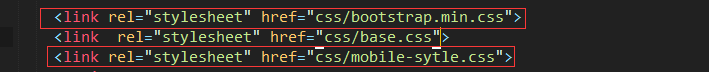 <link rel="stylesheet" href="css/bootstrap.min.css">
<link  rel="stylesheet" href="css/base.css">
<link rel="stylesheet" href="css/mobile-sytle.css">